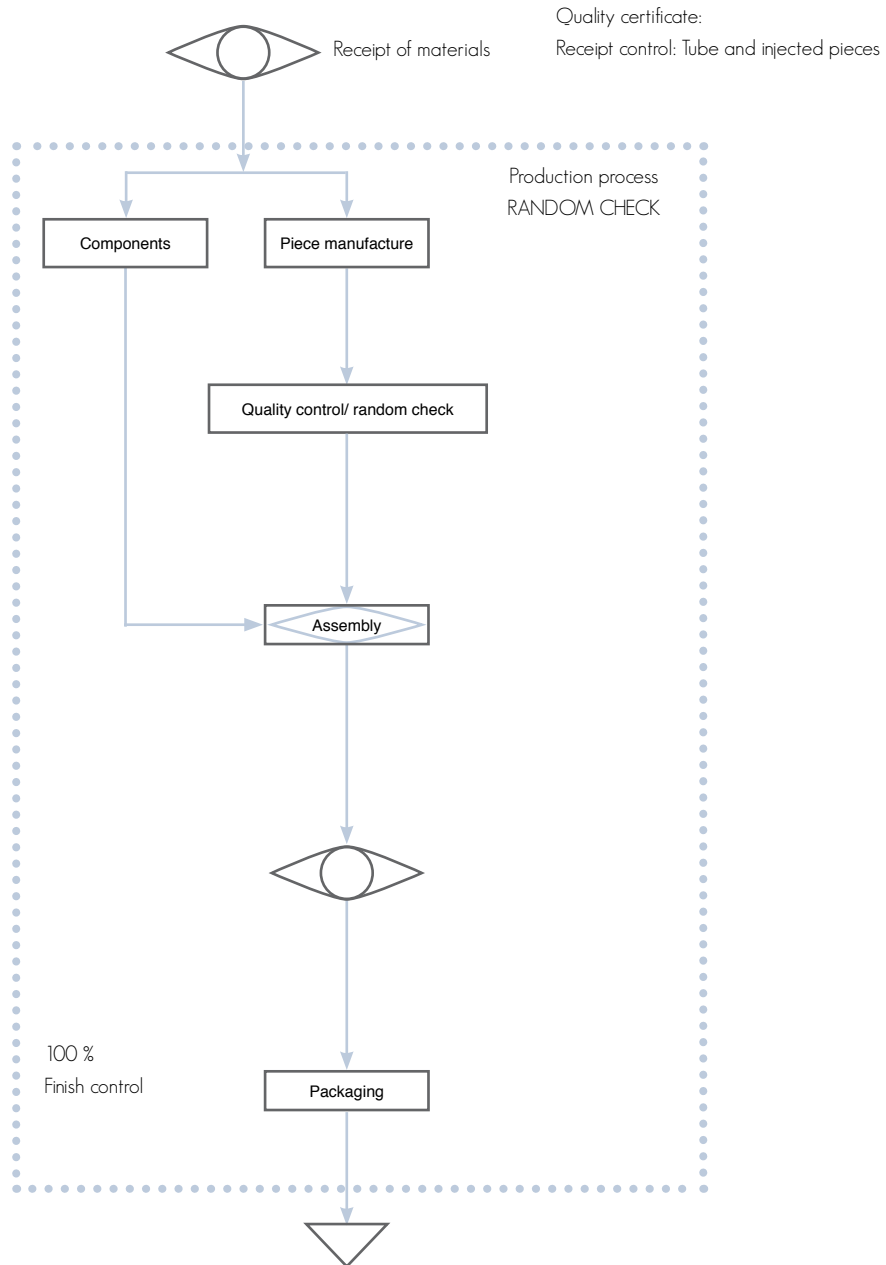 Quality certificate:
Receipt of materials
Receipt control: Tube and injected pieces
Production process
RANDOM CHECK
Components
Piece manufacture
Quality control/ random check
Assembly
100 %
Finish control
Packaging